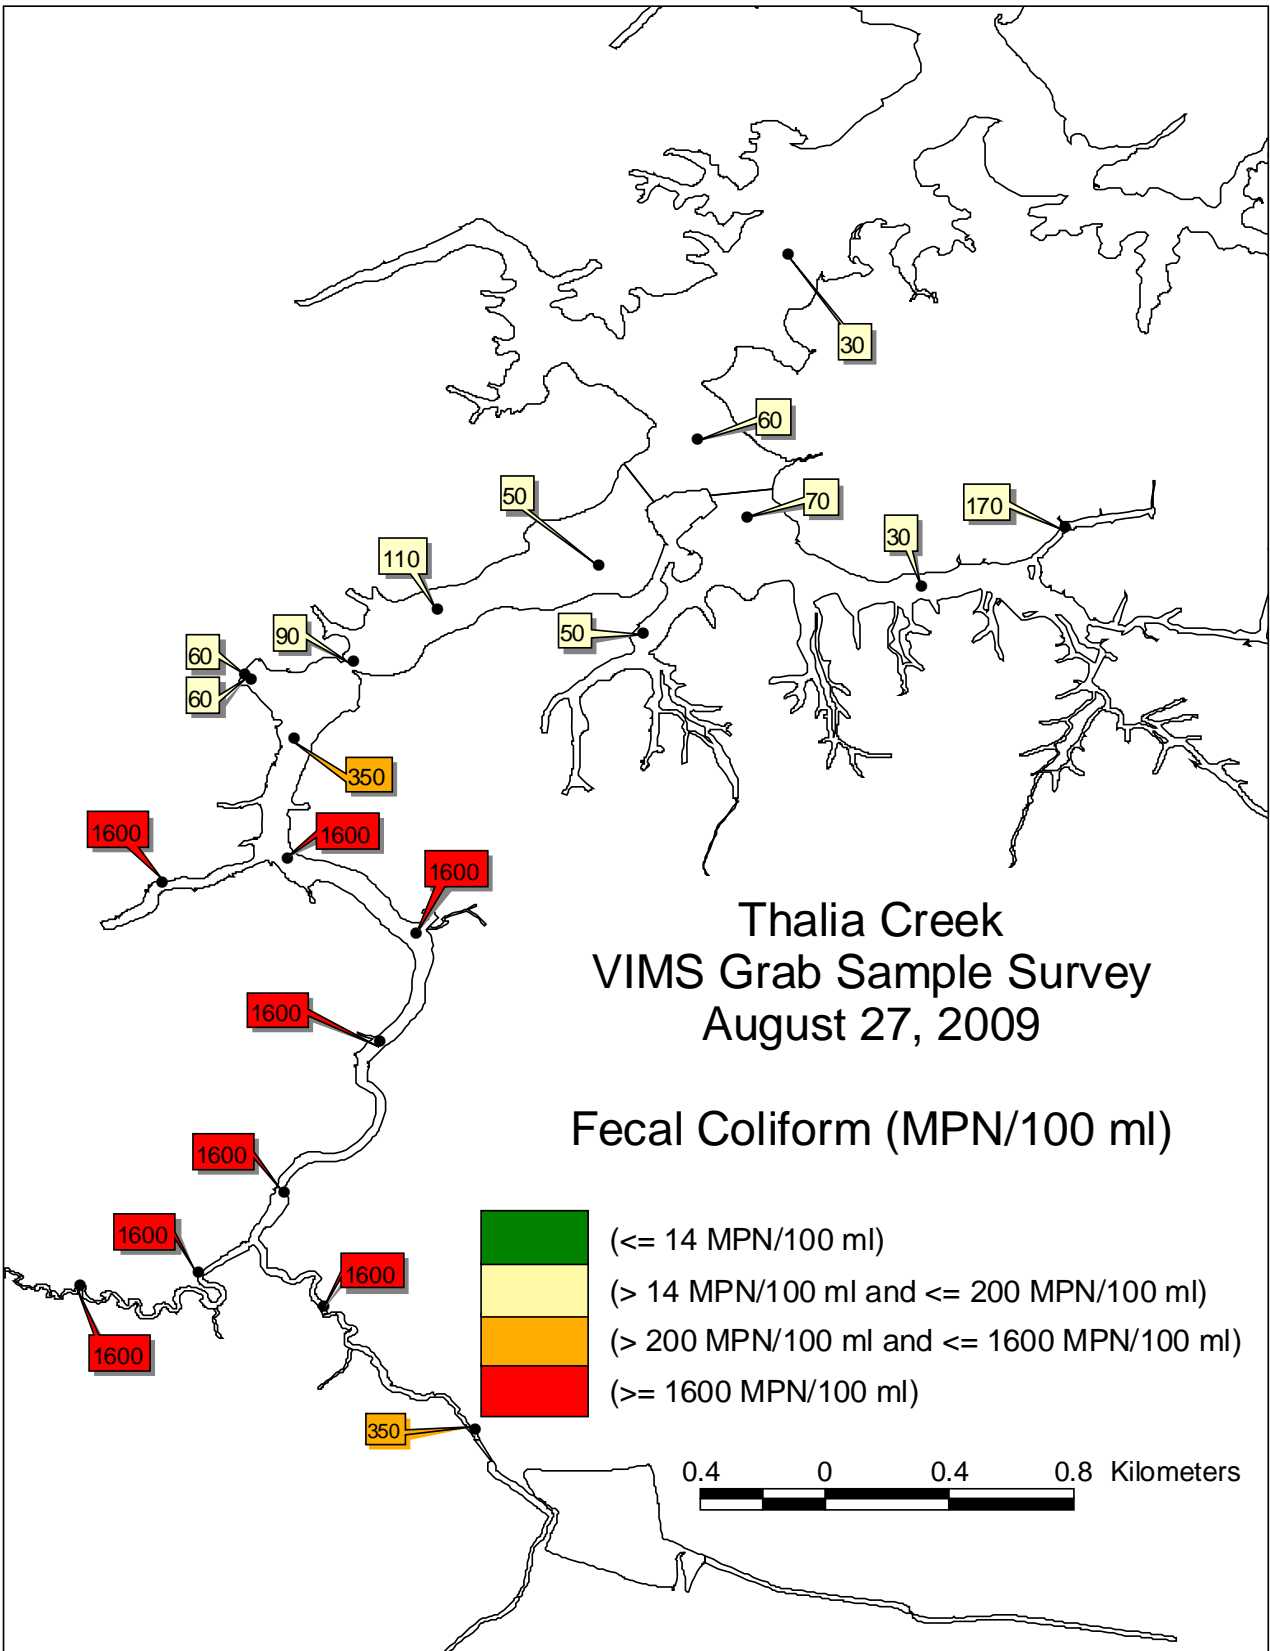 30
60
50
70
170
110
30
90
50
60
60
350
1600
1600
1600
Thalia Creek
VIMS Grab Sample Survey
August 27, 2009
1600
Fecal Coliform (MPN/100 ml)
1600
1600
(<= 14 MPN/100 ml)
1600
(> 14 MPN/100 ml and <= 200 MPN/100 ml)
1600
(> 200 MPN/100 ml and <= 1600 MPN/100 ml)
(>= 1600 MPN/100 ml)
350
0.4 0 0.4 0.8 Kilometers